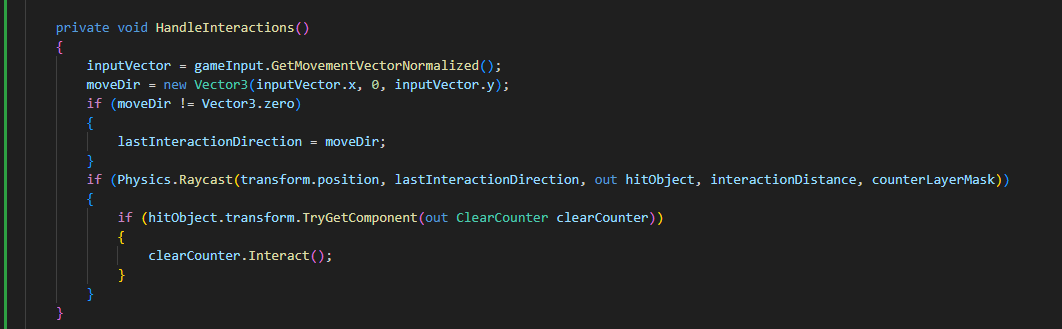 private void HandleInteractions()
{
inputVector = gameInput.GetMovementVectorNormalized();
moveDir = new Vector3(inputVector.x, 0, inputVector.y);
if (moveDir != Vector3.zero)
{
lastInteractionDirection = moveDir;
}
if (Physics.Raycast(transform.position, lastInteractionDirection, out hitObject, interactionDistance, counterLayerMask))
{
if (hitObject.transform.TryGetComponent(out ClearCounter clearCounter))
{
clearCounter.Interact();
}
}
}